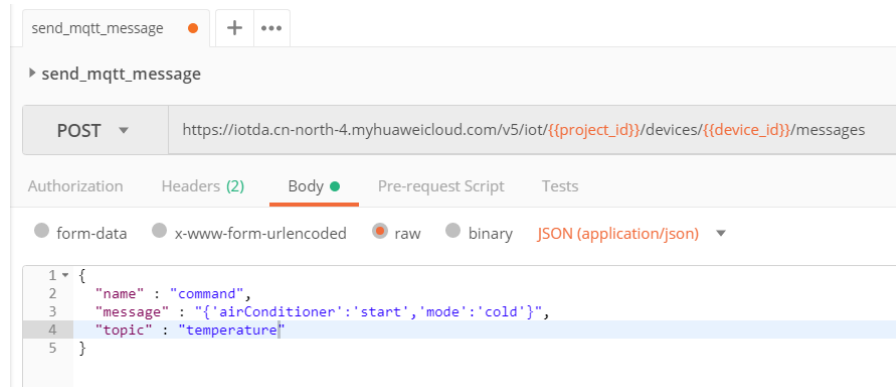 send_mqtt_message
send_mqtt_message
POST https://iotda.cn-north-4.myhuaweicloud.com/v5/iot/{{project_id}}/devices/{{device_id}}/messages
Authorization Headers (2) Body Pre-request Script Tests
form-data x-www-form-urlencoded raw binary JSON (application/json)
1 {
2 "name" : "command",
3 "message" : "{'airConditioner':'start','mode':'cold'}",
4 "topic" : "temperature"
5 }